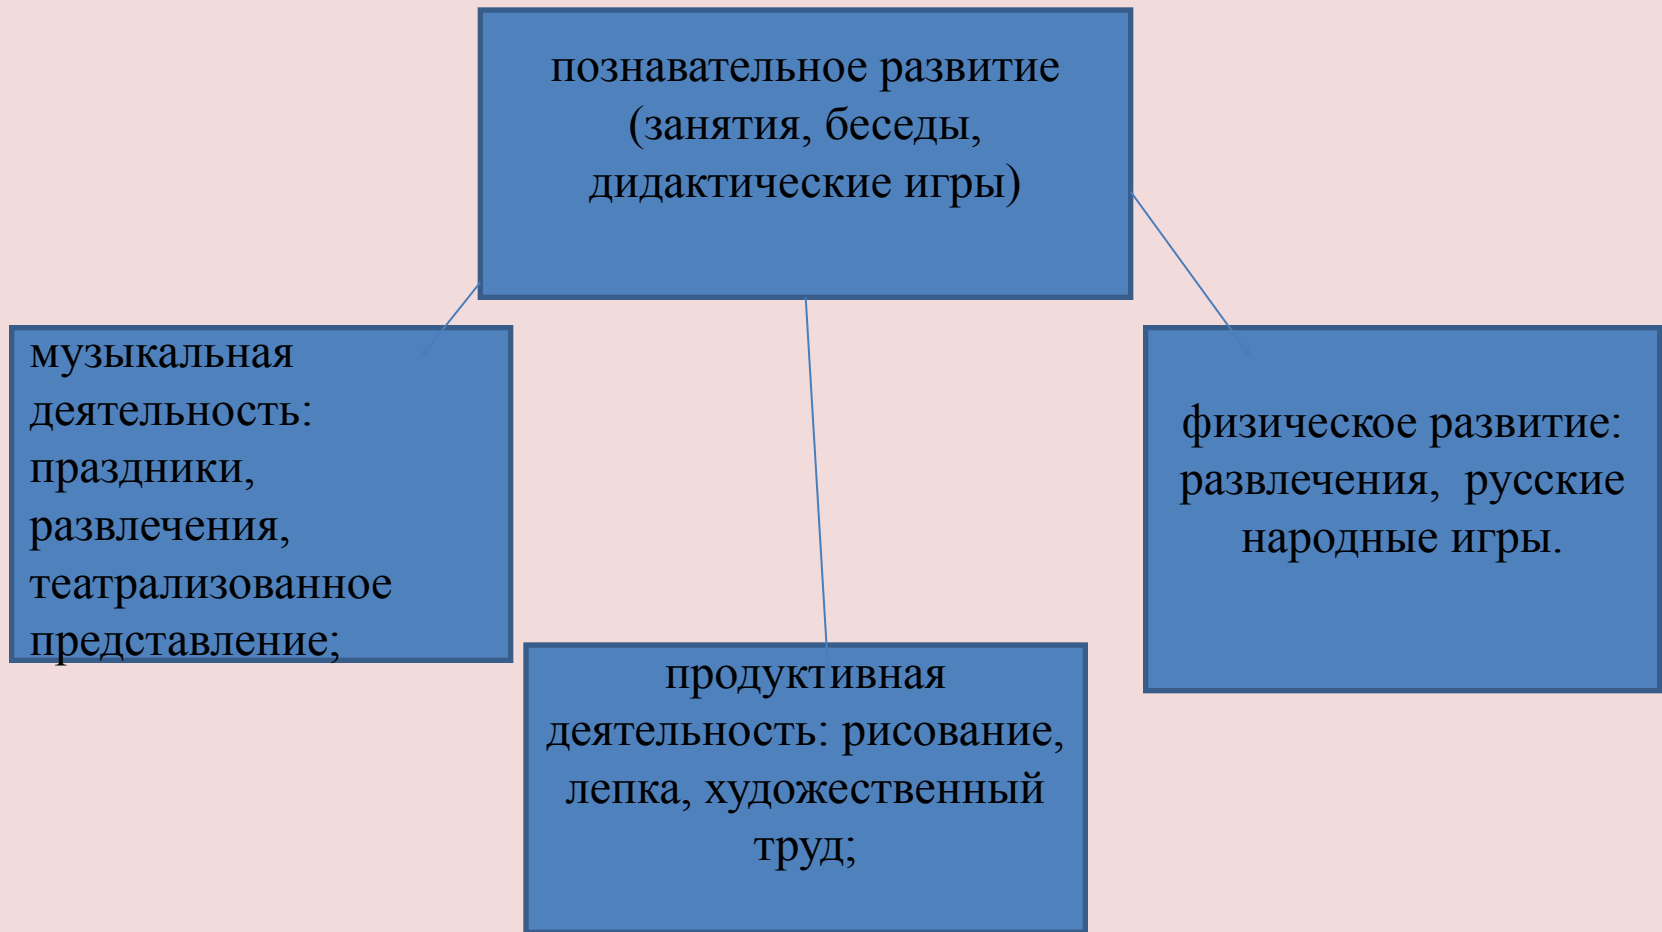 познавательное развитие
(занятия, беседы,
дидактические игры)
музыкальная
деятельность:
праздники,
развлечения,
театрализованное
представление;
физическое развитие:
развлечения,  русские
народные игры.
продуктивная
деятельность: рисование,
лепка, художественный
труд;